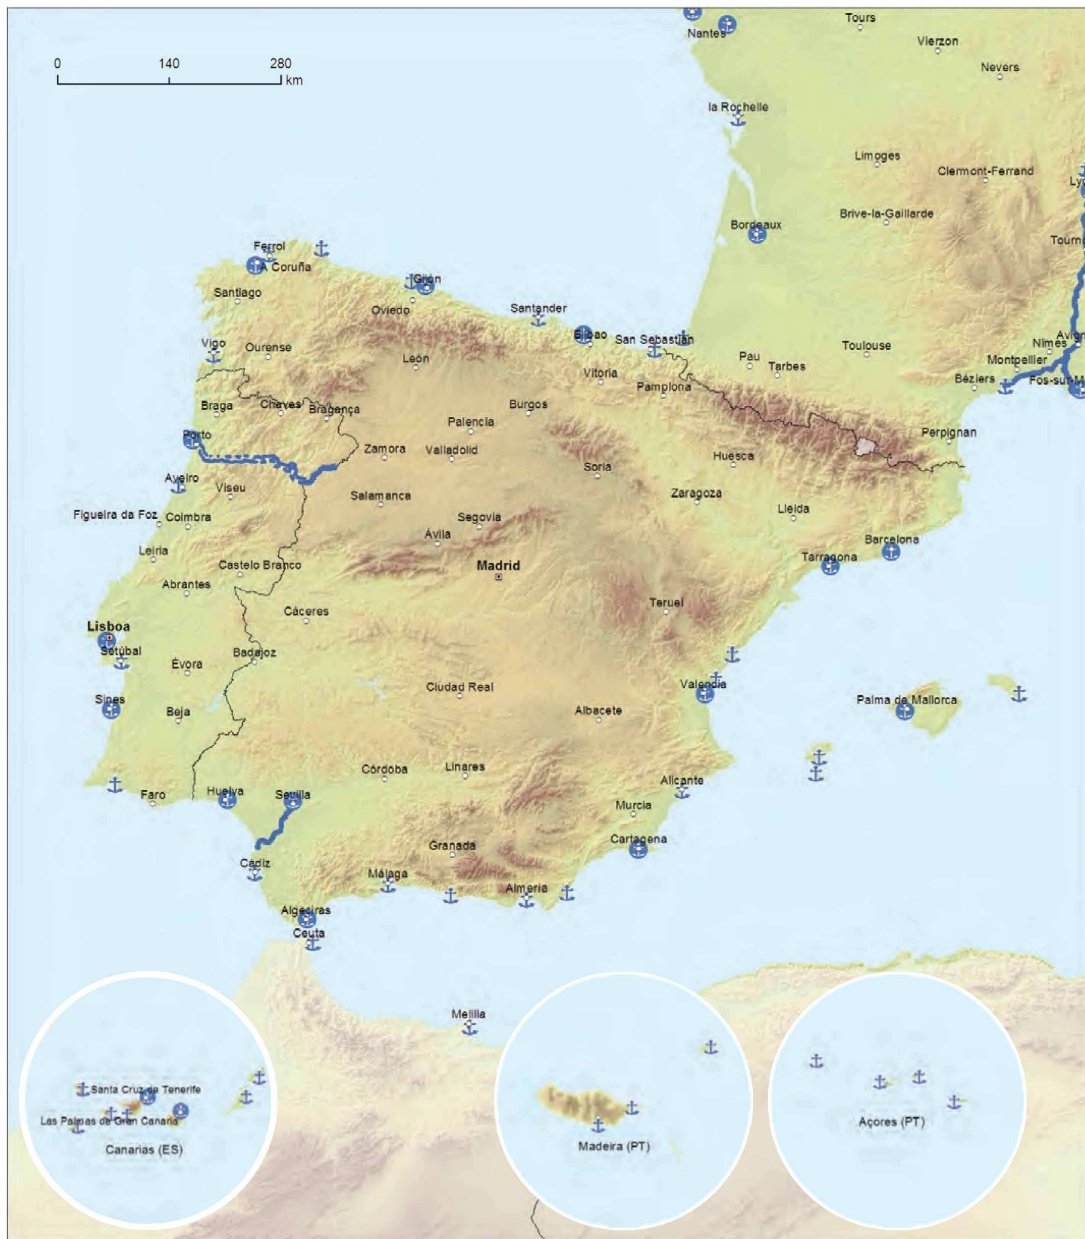 Tours
Nantes
Vierzon
0 140 280
km
Nevers
la Rochelle
Limoges
Clermont-Ferrand
Brive-la-Gaillarde
Bordeaux
Ferrol
A Coruña
Gijón
Santiago
Oviedo
Santander
Bilbao
San Sebastián
Vigo
Ourense
León
Vitoria
Pamplona
Pau
Tarbes
Toulouse
Nîmes
Montpellier
Béziers
Braga
Chaves
Bragança
Burgos
Palencia
Perpignan
Porto
Zamora
Valladolid
Soria
Huesca
Aveiro
Viseu
Salamanca
Zaragoza
Lleida
Figueira da Foz
Coimbra
Segovia
Ávila
Barcelona
Leiria
Castelo Branco
Madrid
Tarragona
Abrantes
Cáceres
Teruel
Lisboa
Setúbal
Évora
Badajoz
Sines
Beja
Ciudad Real
Valencia
Palma de Mallorca
Albacete
Córdoba
Linares
Alicante
Faro
Huelva
Sevilla
Murcia
Granada
Cartagena
Cádiz
Málaga
Almería
Algeciras
Ceuta
Melilla
Santa Cruz de Tenerife
Las Palmas de Gran Canaria
Canarias (ES)
Madeira (PT)
Açores (PT)